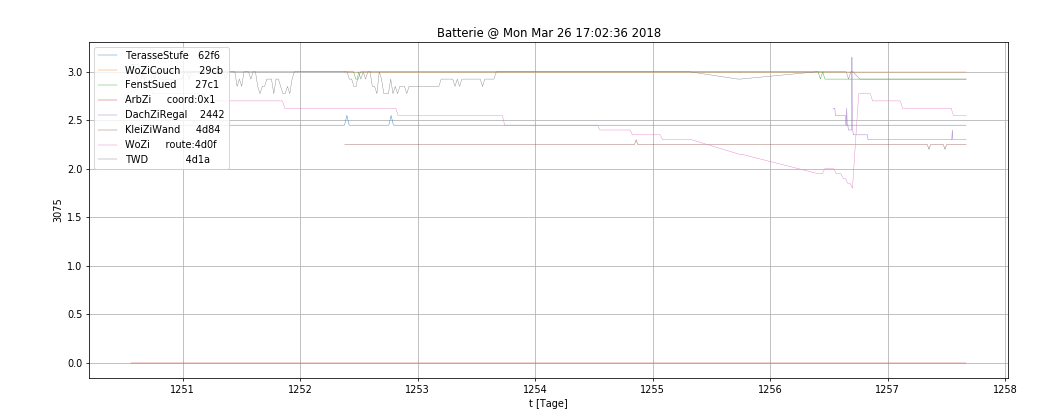 Batterie @ Mon Mar 26 17:02:36 2018
TerasseStufe 62f6
WoZiCouch 29cb
FenstSued 27c1
ArbZi coord:0x1
DachZiRegal 2442
KleiZiWand 4d84
WoZi route:4d0f
TWD 4d1a
3.0
2.5
2.0
1.5
1.0
0.5
0.0
3075
1251 1252 1253 1254 1255 1256 1257 1258
t [Tage]